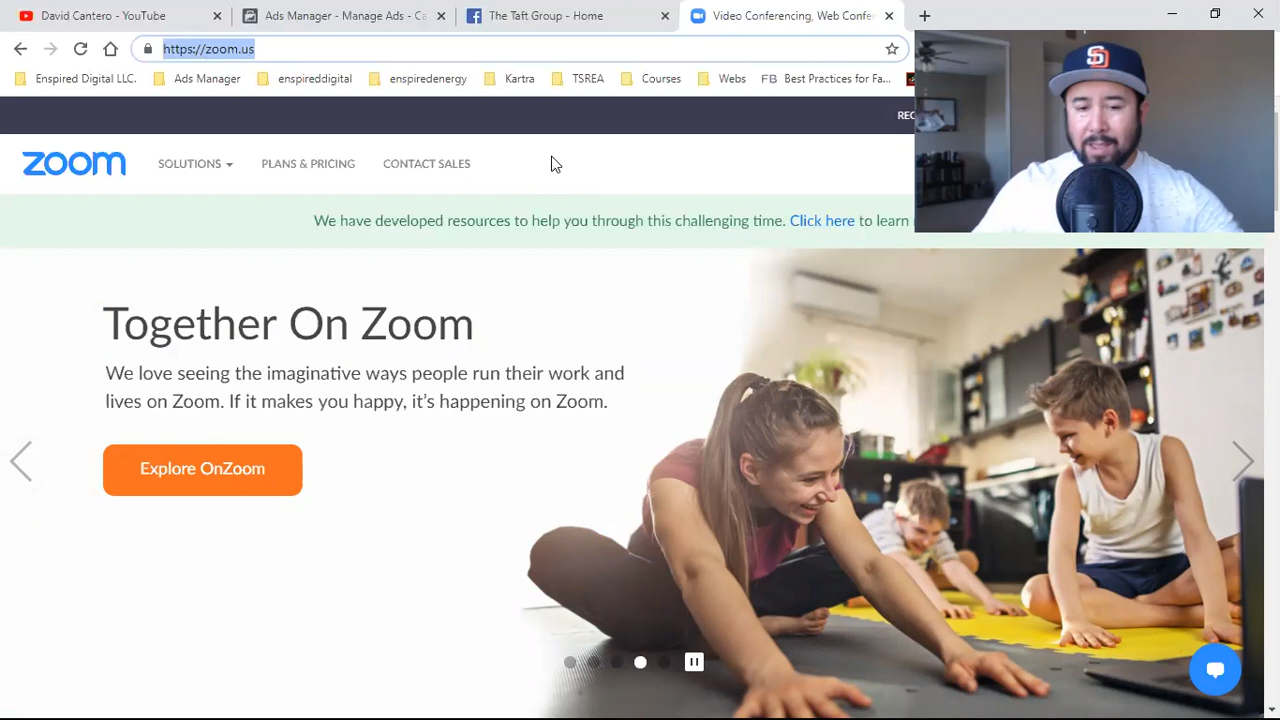 David Cantero - YouTube
Ads Manager - Manage Ads - Ca
The Taft Group - Home
Video Conferencing, Web Confer
https://zoom.us
Enspired Digital LLC.
Ads Manager
enspireddigital
enspiredenergy
Kartra
TSREA
Courses
Webs
FB Best Practices for Fa...
REQ
zoom
SOLUTIONS
PLANS & PRICING
CONTACT SALES
We have developed resources to help you through this challenging time. Click here to learn
Together On Zoom
We love seeing the imaginative ways people run their work and
lives on Zoom. If it makes you happy, it's happening on Zoom.
Explore OnZoom
SD